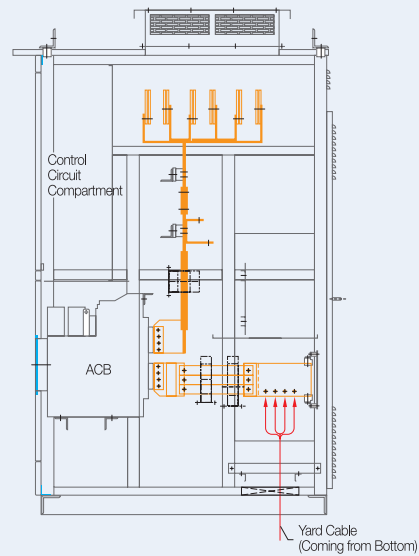 Control
Circuit
Compartment
ACB
Yard Cable
(Coming from Bottom)